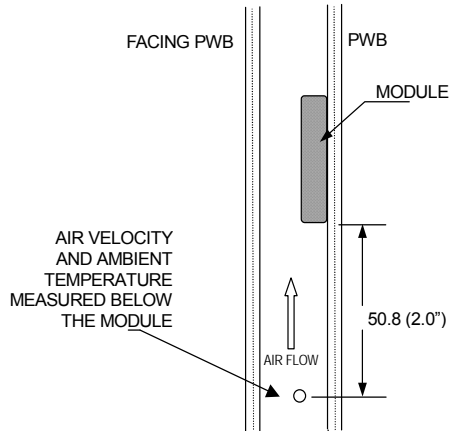 FACING PWB
PWB
MODULE
AIR VELOCITY
AND AMBIENT
TEMPERATURE
MEASURED BELOW
THE MODULE
AIR FLOW
50.8 (2.0”)